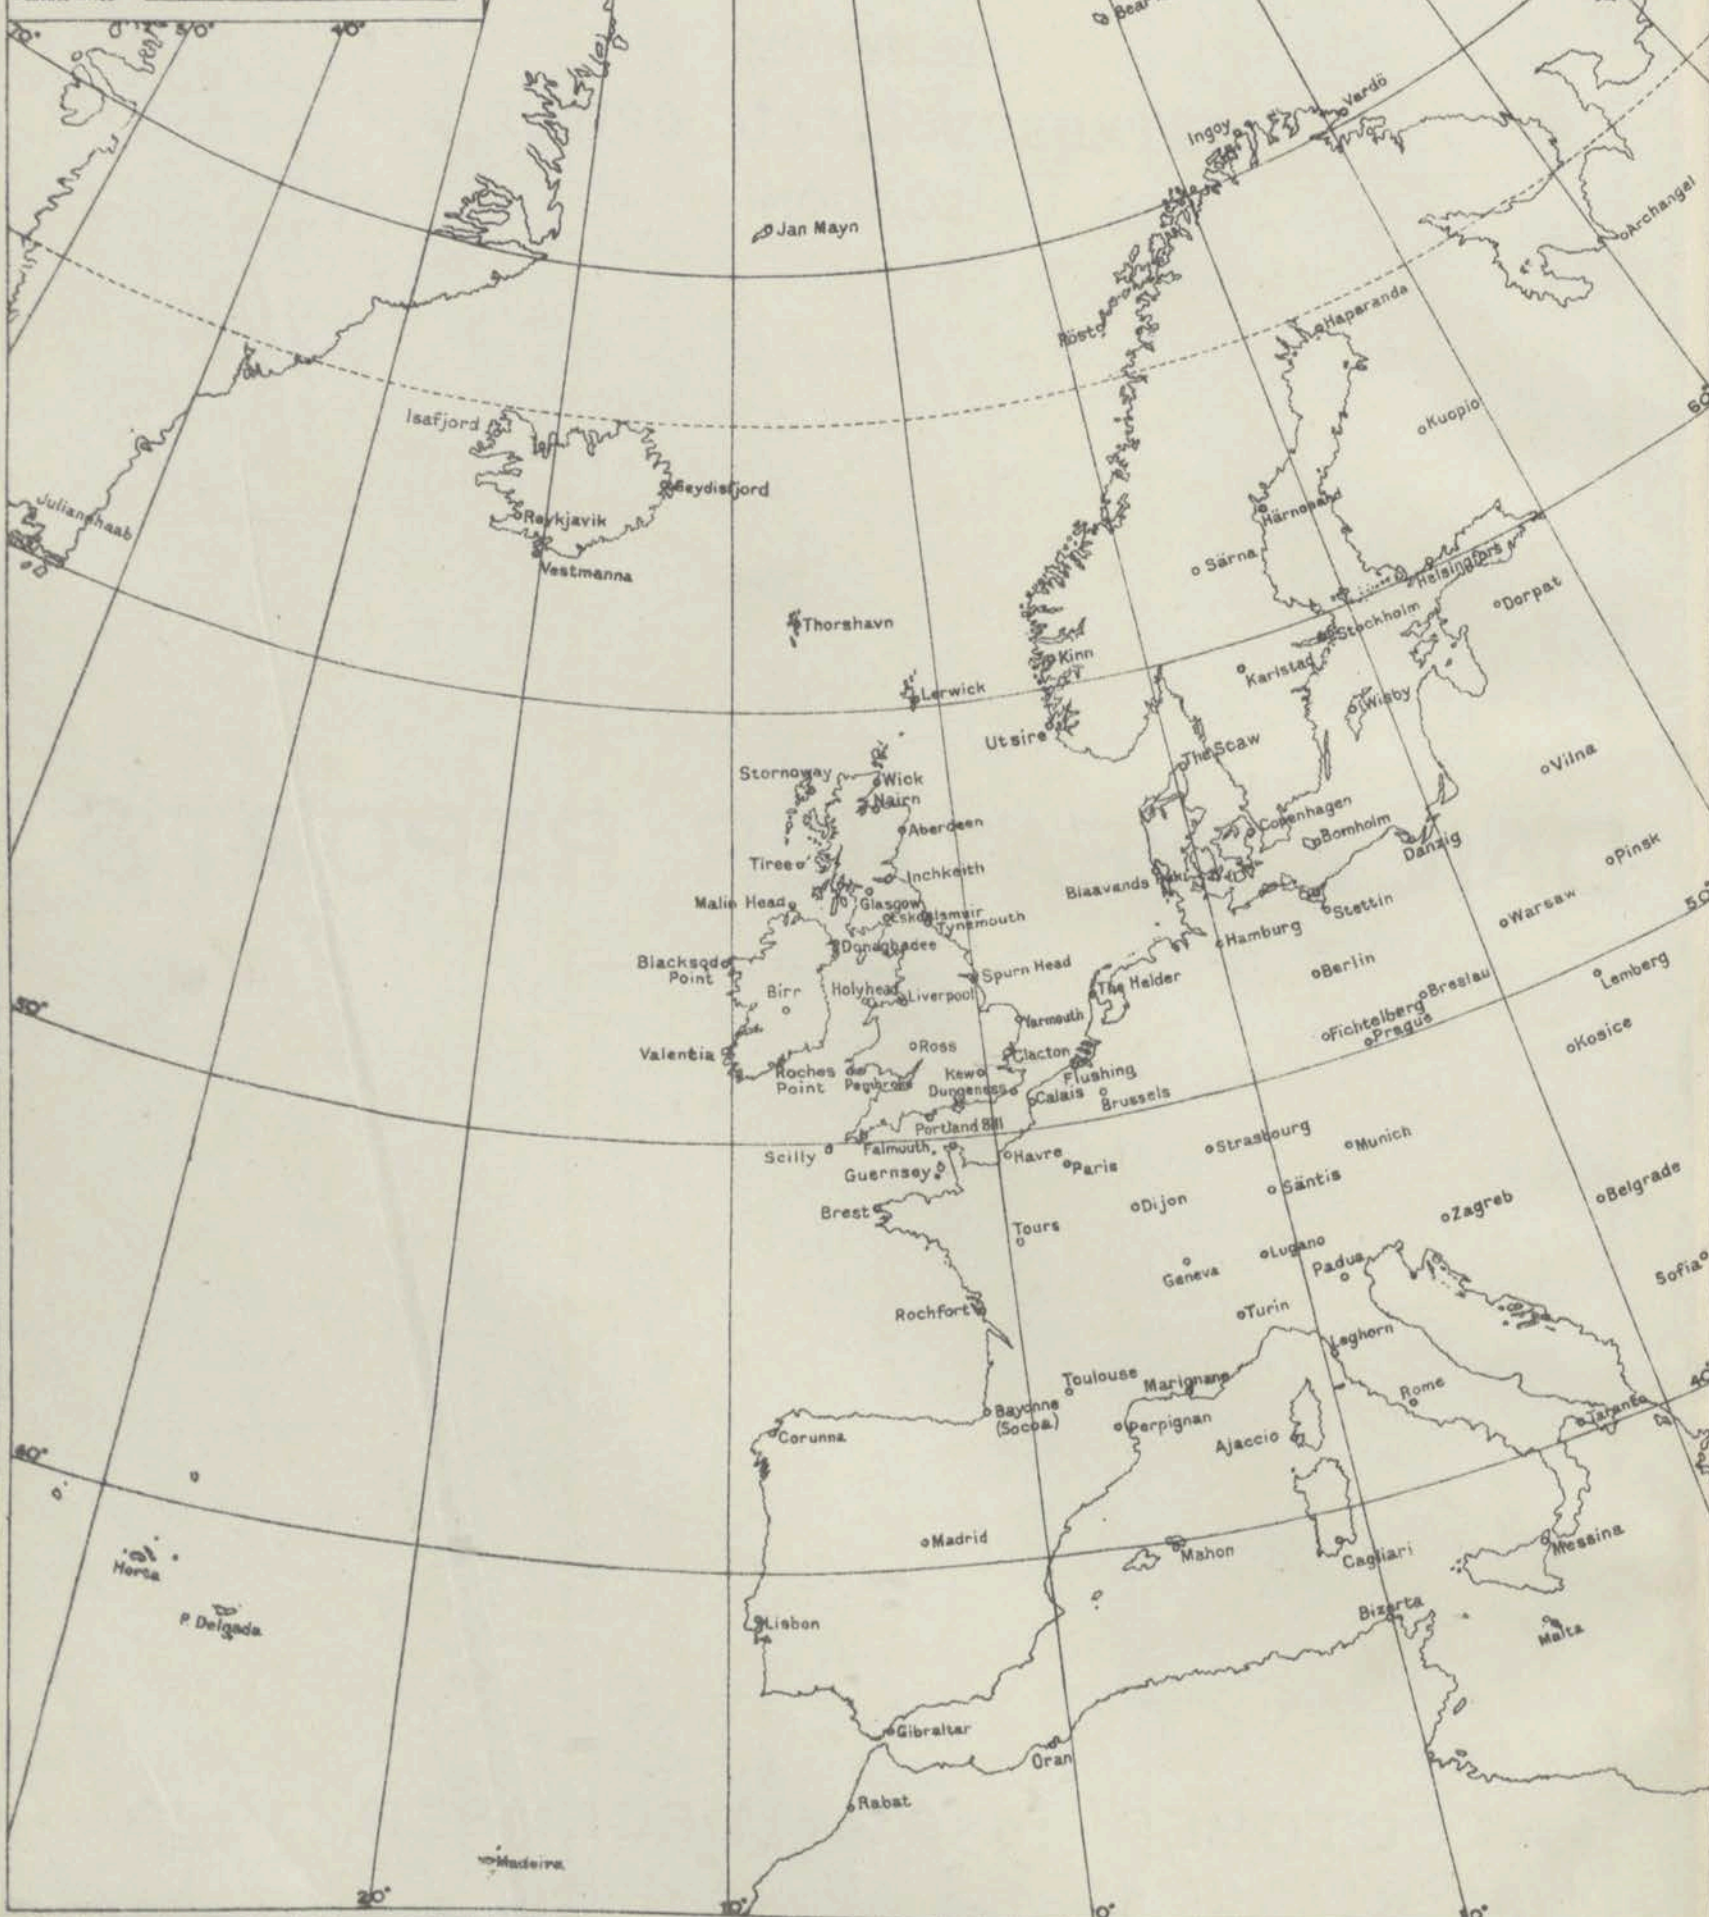 70°
50°
40°
Vardö
Ingoy
Archangel
Jan Mayn
Haparanda
Röst
60°
Kuopio
Isafjord
Seydisfjord
Julianehaab
Reykjavik
Härnosand
Helsingfors
Särna
Vestmanna
Dorpat
Thorshavn
Stockholm
Kinn
Karlstad
Lerwick
Wisby
Utsire
The Scaw
Vilna
Stornoway
Wick
Nairn
Copenhagen
Aberdeen
Bornholm
Danzig
Pinsk
Tiree
Inchkeith
Blaavands Pkt.
Malin Head
Glasgow
Eskdalemuir
Tynemouth
Stettin
Warsaw
50°
Hamburg
Donaghadee
Blacksod
Point
Spurn Head
Berlin
Lemberg
Birr
Holyhead
Liverpool
The Helder
Breslau
Yarmouth
Fichtelberg
Prague
Kosice
50°
Valentia
Ross
Clacton
Roches
Point
Pembroke
Kew
Dungeness
Flushing
Calais
Brussels
Portland Bill
Scilly
Falmouth
Havre
Paris
Strasbourg
Munich
Guernsey
Säntis
Belgrade
Brest
Dijon
Zagreb
Tours
Lugano
Padua
Geneva
Sofia
Rochfort
Turin
Leghorn
Toulouse
Marignane
Rome
40°
Bayonne
(Socoa)
Perpignan
Taranto
Corunna
Ajaccio
40°
Madrid
Mahon
Cagliari
Messina
Horta
Bizerta
P. Delgada
Lisbon
Malta
Gibraltar
Oran
Rabat
Madeira
20°
10°
0°
10°